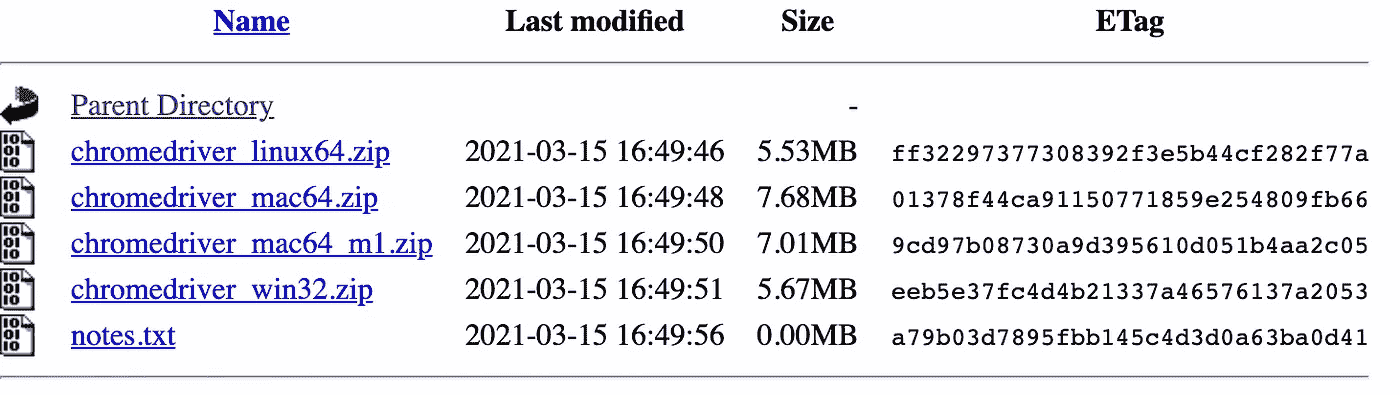 Name Last modified Size ETag
Parent Directory -
chromedriver_linux64.zip 2021-03-15 16:49:46 5.53MB ff32297377308392f3e5b44cf282f77a
chromedriver_mac64.zip 2021-03-15 16:49:48 7.68MB 01378f44ca91150771859e254809fb66
chromedriver_mac64_m1.zip 2021-03-15 16:49:50 7.01MB 9cd97b08730a9d395610d051b4aa2c05
chromedriver_win32.zip 2021-03-15 16:49:51 5.67MB eeb5e37fc4d4b21337a46576137a2053
notes.txt 2021-03-15 16:49:56 0.00MB a79b03d7895fbb145c4d3d0a63ba0d41